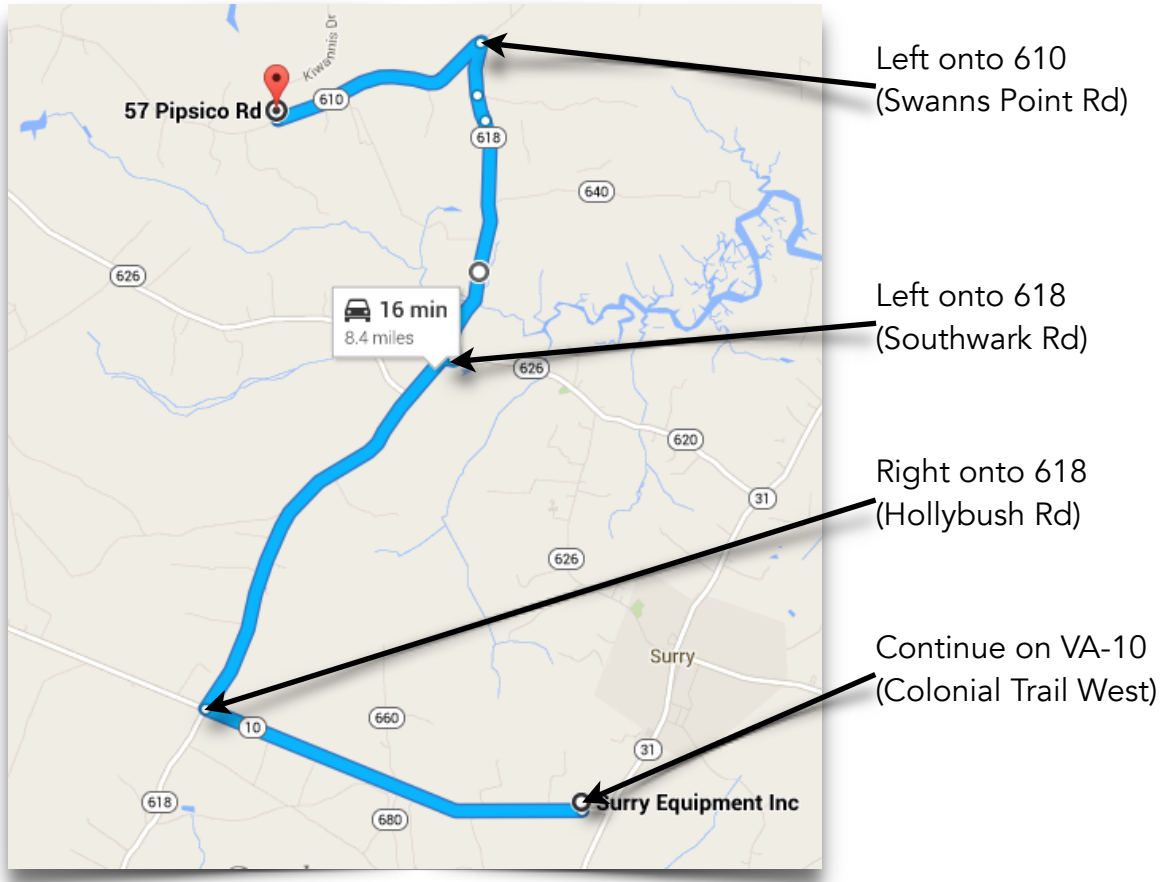 Kiwannis Dr
57 Pipsico Rd
610
618
640
626
16 min
8.4 miles
626
620
31
626
Surry
660
10
31
618
680
Surry Equipment Inc
Left onto 610
(Swanns Point Rd)
Left onto 618
(Southwark Rd)
Right onto 618
(Hollybush Rd)
Continue on VA-10
(Colonial Trail West)